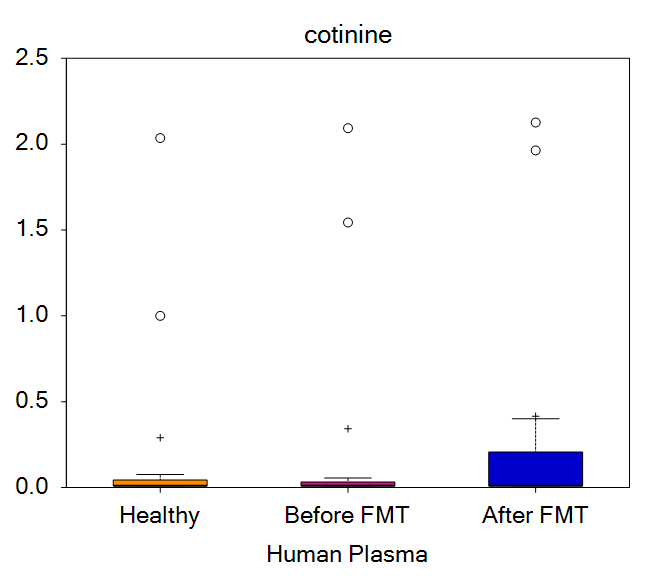 cotinine
2.5
2.0
1.5
1.0
0.5
0.0
Healthy
Before FMT
After FMT
Human Plasma